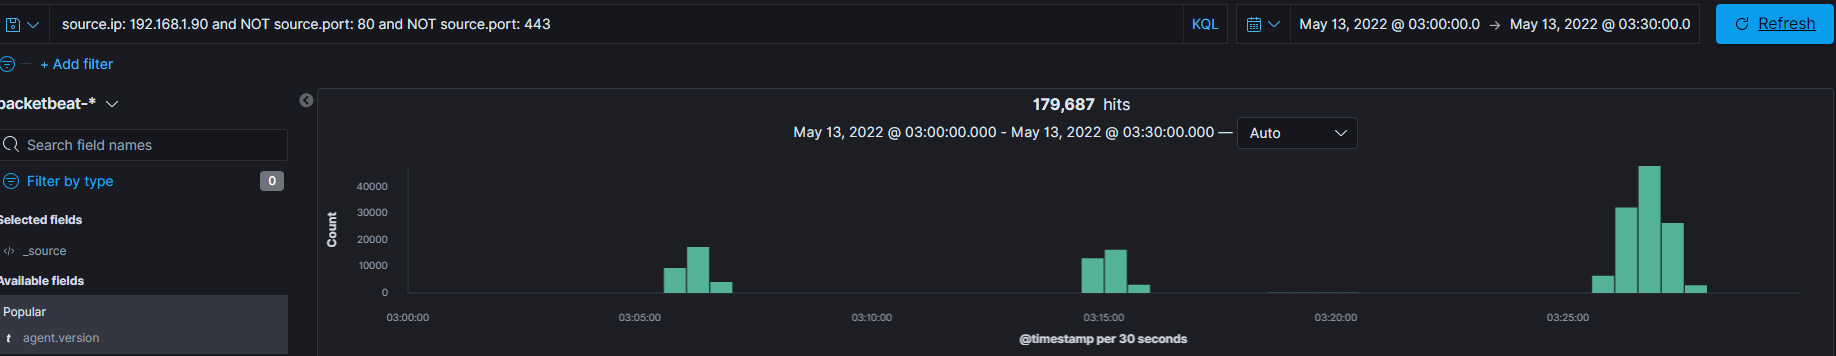 source.ip: 192.168.1.90 and NOT source.port: 80 and NOT source.port: 443 KQL May 13, 2022 @ 03:00:00.0 → May 13, 2022 @ 03:30:00.0 Refresh
+ Add filter
packetbeat-*
179,687 hits
May 13, 2022 @ 03:00:00.000 - May 13, 2022 @ 03:30:00.000 — Auto
Search field names
Filter by type 0
Selected fields
</> _source
Available fields
Popular
t agent.version
Count
40000
30000
20000
10000
0
03:00:00 03:05:00 03:10:00 03:15:00 03:20:00 03:25:00
@timestamp per 30 seconds